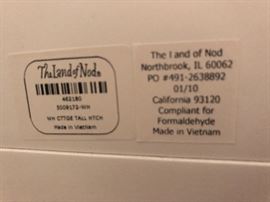 The Land of Nod®
462180
5509172-WH
WH CTTGE TALL HTCH
Made in Vietnam
The Land of Nod
Northbrook, IL 60062
PO #491-2638892
01/10
California 93120
Compliant for
Formaldehyde
Made in Vietnam